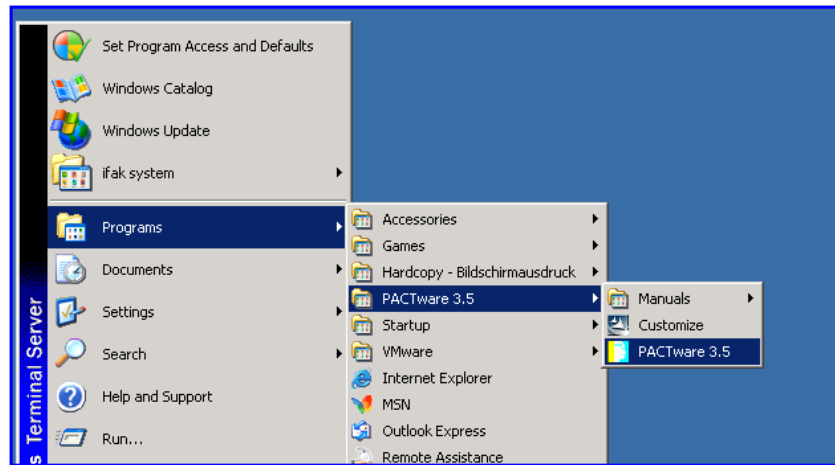 Set Program Access and Defaults
Windows Catalog
Windows Update
ifak system
Programs
Documents
Settings
Search
Help and Support
Run...
s Terminal Server
Accessories
Games
Hardcopy - Bildschirmausdruck
PACTware 3.5
Startup
VMware
Internet Explorer
MSN
Outlook Express
Remote Assistance
Manuals
Customize
PACTware 3.5